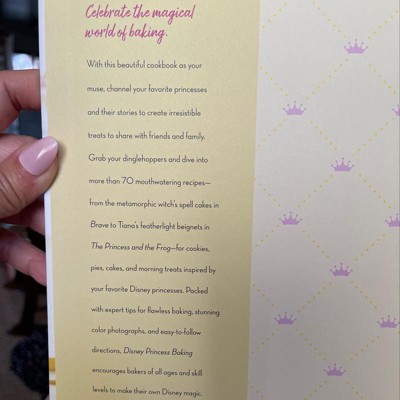 Celebrate the magical
world of baking.
With this beautiful cookbook as your
muse, channel your favorite princesses
and their stories to create irresistible
treats to share with friends and family.
Grab your dinglehoppers and dive into
more than 70 mouthwatering recipes—
from the metamorphic witch's spell cakes in
Brave to Tiana's featherlight beignets in
The Princess and the Frog—for cookies,
pies, cakes, and morning treats inspired by
your favorite Disney princesses. Packed
with expert tips for flawless baking, stunning
color photographs, and easy-to-follow
directions, Disney Princess Baking
encourages bakers of all ages and skill
levels to make their own Disney magic.